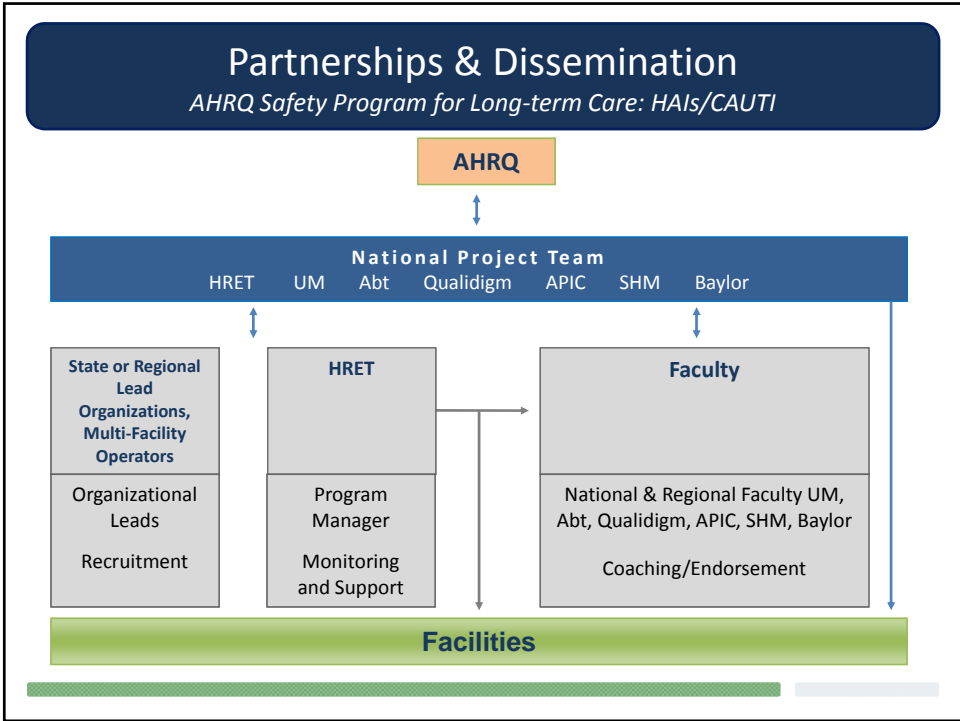 Partnerships & Dissemination
AHRQ Safety Program for Long-term Care: HAIs/CAUTI
AHRQ
National Project Team
HRET UM Abt Qualidigm APIC SHM Baylor
State or Regional
Lead
Organizations,
Multi-Facility
Operators
Organizational
Leads
Recruitment
HRET
Program
Manager
Monitoring
and Support
Faculty
National & Regional Faculty UM,
Abt, Qualidigm, APIC, SHM, Baylor
Coaching/Endorsement
Facilities